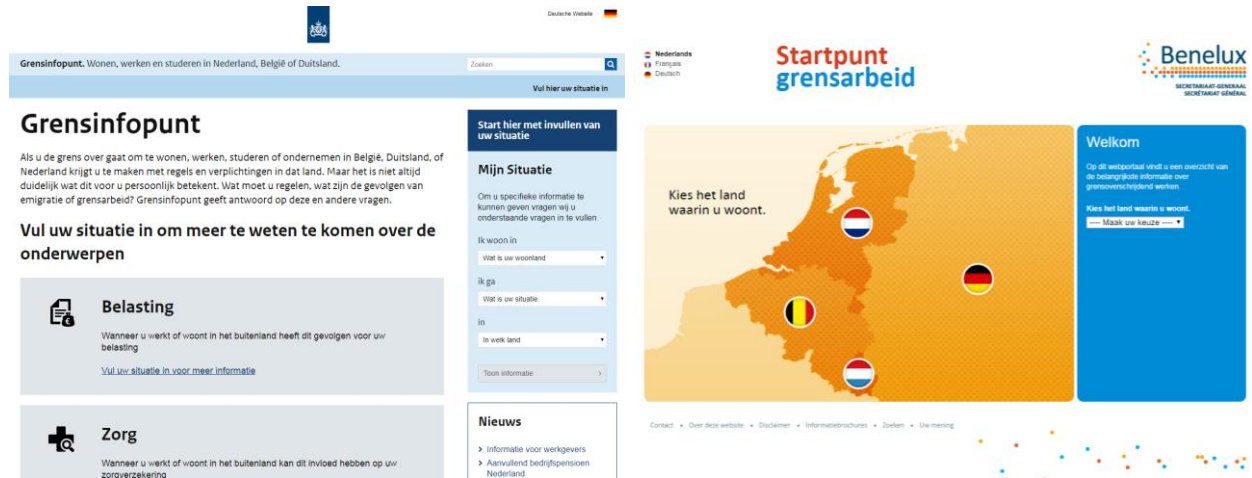 Deutsche Website
Grensinfopunt. Wonen, werken en studeren in Nederland, België of Duitsland.
Zoeken
Vul hier uw situatie in
Grensinfopunt
Als u de grens over gaat om te wonen, werken, studeren of ondernemen in België, Duitsland, of
Nederland krijgt u te maken met regels en verplichtingen in dat land. Maar het is niet altijd
duidelijk wat dit voor u persoonlijk betekent. Wat moet u regelen, wat zijn de gevolgen van
emigratie of grensarbeid? Grensinfopunt geeft antwoord op deze en andere vragen.
Vul uw situatie in om meer te weten te komen over de
onderwerpen
Belasting
Wanneer u werkt of woont in het buitenland heeft dit gevolgen voor uw
belasting
Vul uw situatie in voor meer informatie
Zorg
Wanneer u werkt of woont in het buitenland kan dit invloed hebben op uw
zorgverzekering
Start hier met invullen van
uw situatie
Mijn Situatie
Om u specifieke informatie te
kunnen geven vragen wij u
onderstaande vragen in te vullen
Ik woon in
Wat is uw woonland
ik ga
Wat is uw situatie
in
In welk land
Toon informatie
Nieuws
Informatie voor werkgevers
Aanvullend bedrijfspensioen
Nederland
Nederlands
Français
Deutsch
Startpunt
grensarbeid
Benelux
SECRETARIAAT-GENERAAL
SECRÉTARIAT GÉNÉRAL
Kies het land
waarin u woont.
Welkom
Op dit webportaal vindt u een overzicht van
de belangrijkste informatie over
grensoverschrijdend werken.
Kies het land waarin u woont.
---- Maak uw keuze ----
Contact • Over deze website • Disclaimer • Informatiebrochures • Zoeken • Uw mening